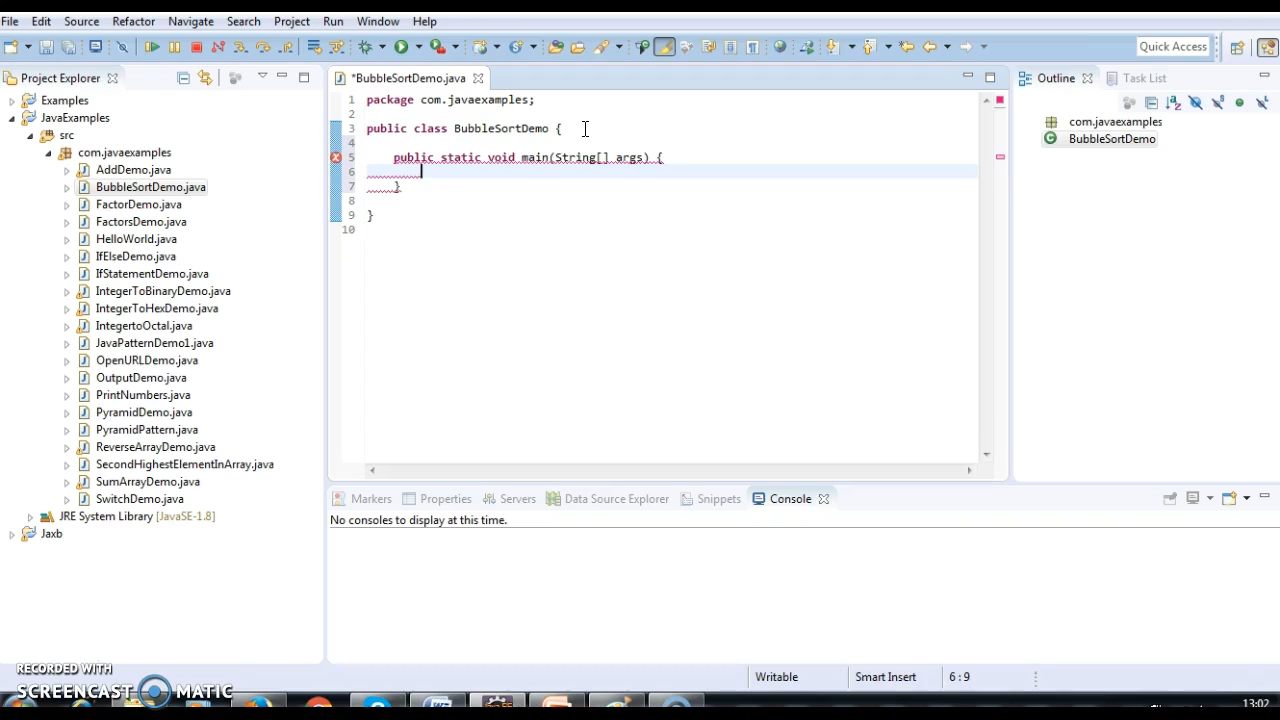 File Edit Source Refactor Navigate Search Project Run Window Help
Quick Access
Project Explorer
*BubbleSortDemo.java
Outline
Task List
Examples
JavaExamples
src
com.javaexamples
AddDemo.java
BubbleSortDemo.java
FactorDemo.java
FactorsDemo.java
HelloWorld.java
IfElseDemo.java
IfStatementDemo.java
IntegerToBinaryDemo.java
IntegerToHexDemo.java
IntegertoOctal.java
JavaPatternDemo1.java
OpenURLDemo.java
OutputDemo.java
PrintNumbers.java
PyramidDemo.java
PyramidPattern.java
ReverseArrayDemo.java
SecondHighestElementInArray.java
SumArrayDemo.java
SwitchDemo.java
JRE System Library [JavaSE-1.8]
Jaxb
1 package com.javaexamples;
2
3 public class BubbleSortDemo {
4
5 public static void main(String[] args) {
6
7 }
8
9 }
10
com.javaexamples
BubbleSortDemo
Markers Properties Servers Data Source Explorer Snippets Console
No consoles to display at this time.
Writable Smart Insert 6 : 9
RECORDED WITH
SCREENCAST MATIC
13:02